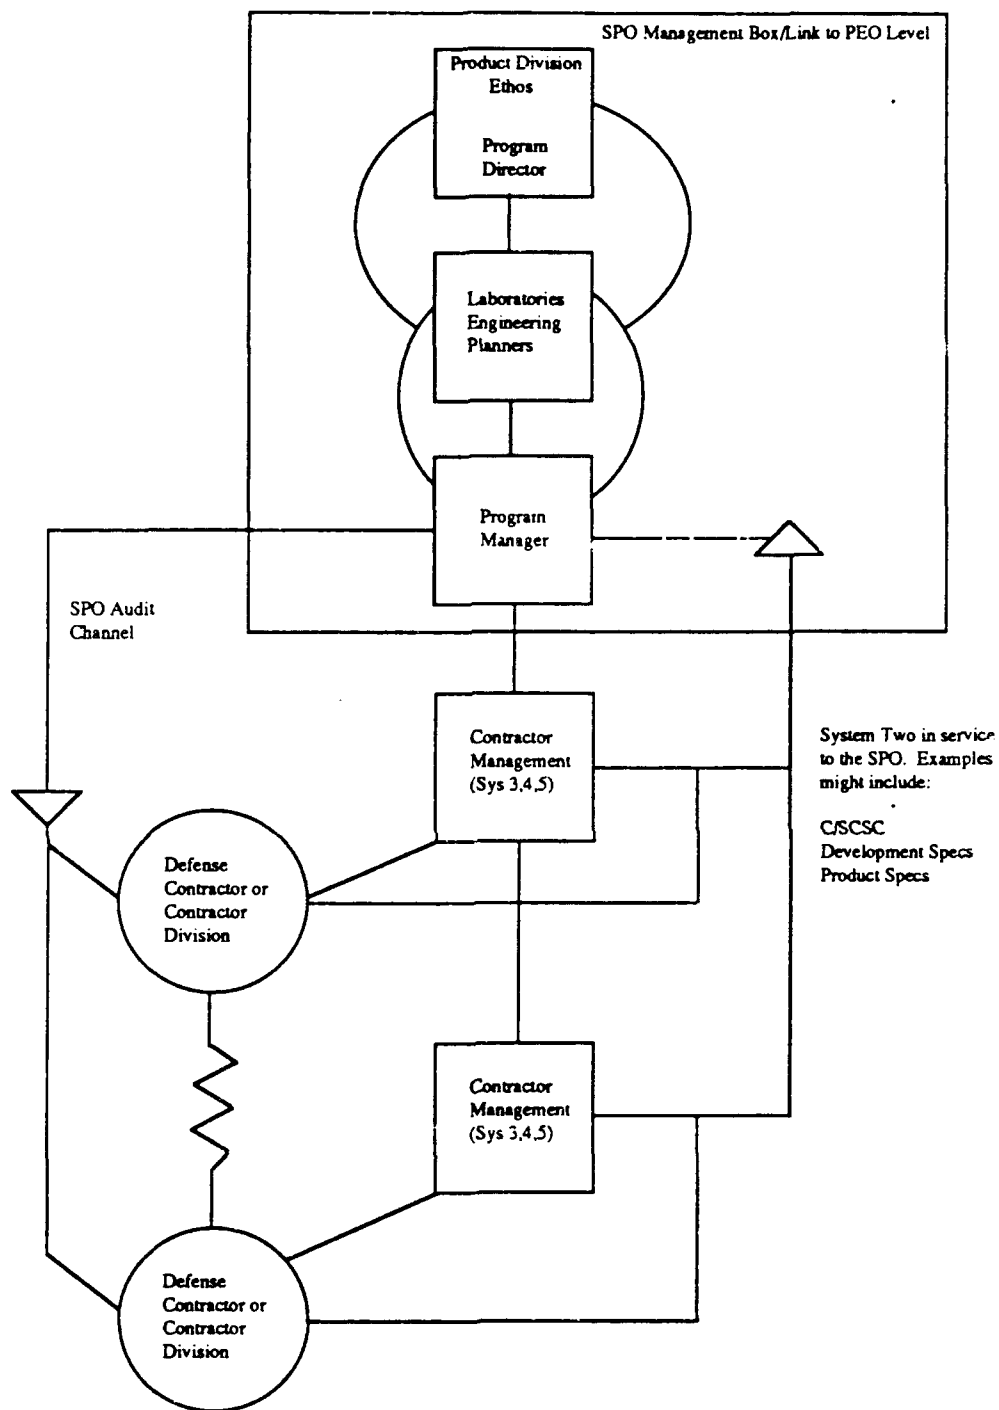 SPO Management Box/Link to PEO Level
Product Division
Ethos
Program
Director
Laboratories
Engineering
Planners
Program
Manager
SPO Audit
Channel
Contractor
Management
(Sys 3,4,5)
System Two in service
to the SPO. Examples
might include:
C/SCSC
Development Specs
Product Specs
Defense
Contractor or
Contractor
Division
Contractor
Management
(Sys 3,4,5)
Defense
Contractor or
Contractor
Division